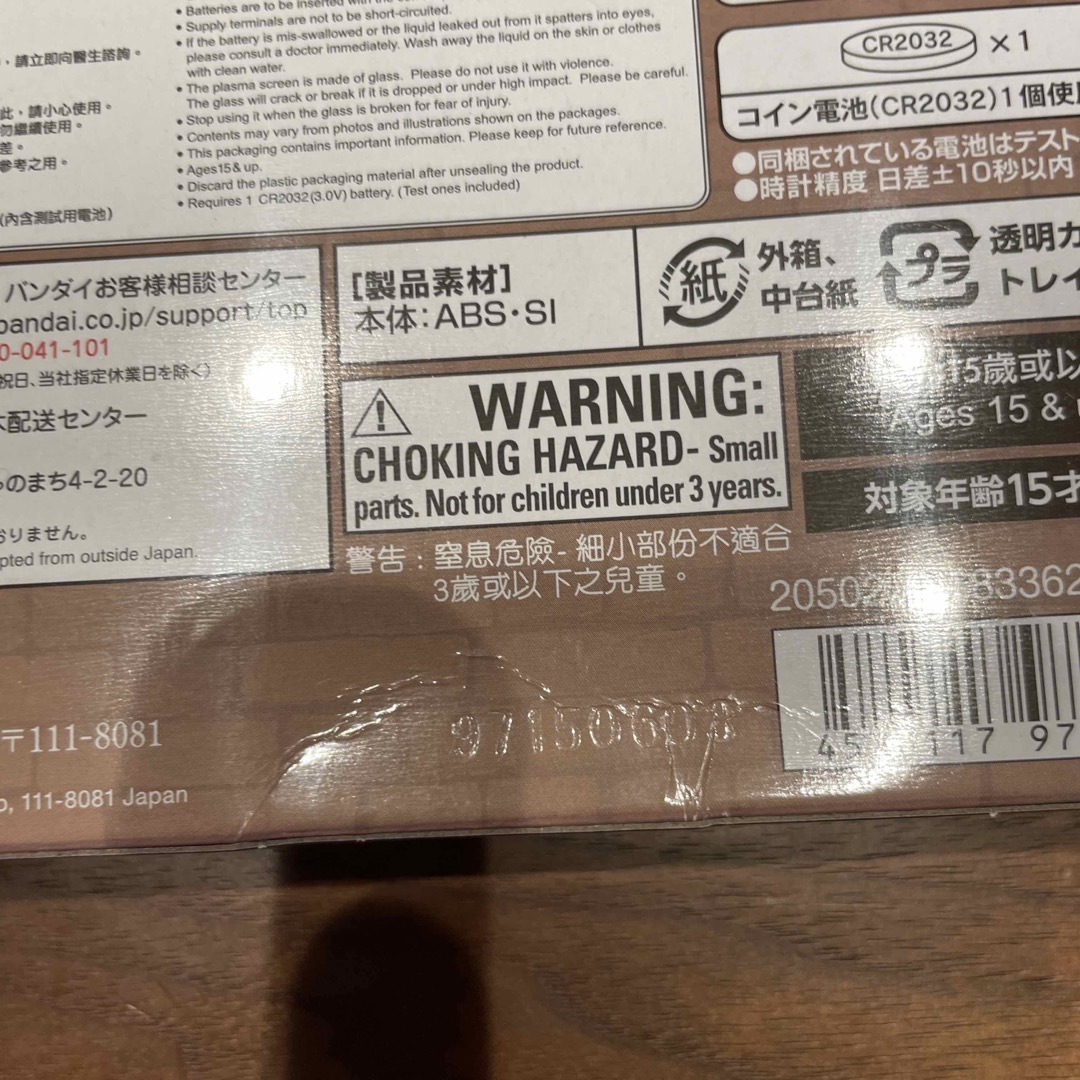 • Batteries are to be inserted with the
• Supply terminals are not to be short-circuited.
• If the battery is mis-swallowed or the liquid leaked out from it spatters into eyes,
please consult a doctor immediately. Wash away the liquid on the skin or clothes
with clean water.
• The plasma screen is made of glass. Please do not use it with violence.
The glass will crack or break if it is dropped or under high impact. Please be careful.
• Stop using it when the glass is broken for fear of injury.
• Contents may vary from photos and illustrations shown on the packages.
• This packaging contains important information. Please keep for future reference.
• Ages15 & up.
• Discard the plastic packaging material after unsealing the product.
• Requires 1 CR2032(3.0V) battery. (Test ones included)
，請立即向醫生諮詢。
此，請小心使用。
勿繼續使用。
差。
參考之用。
(內含測試用電池)
CR2032 ×1
コイン電池(CR2032)1個使
●同梱されている電池はテスト
●時計精度 日差±10秒以内
バンダイお客様相談センター
bandai.co.jp/support/top
0-041-101
祝日、当社指定休業日を除く)
配送センター
のまち4-2-20
おりません。
pted from outside Japan.
[製品素材]
本体：ABS・SI
紙
外箱、
中台紙
プラ
透明カ
トレイ
WARNING:
CHOKING HAZARD- Small
parts. Not for children under 3 years.
警告：窒息危險- 細小部份不適合
3歲或以下之兒童。
15歲或以
Ages 15 &
対象年齢15才
2050
83362
45 117 97
〒111-8081
111-8081 Japan